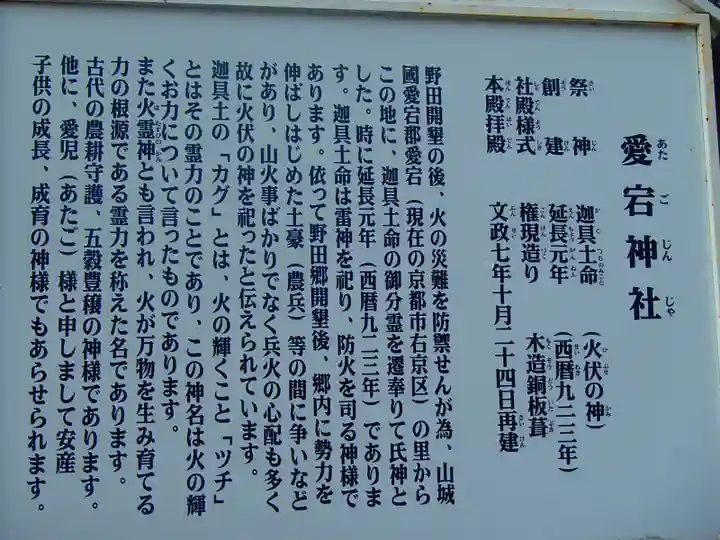 愛宕神社
あたごじんじゃ
祭神 迦具土命 (火伏の神)
創建 延長元年 (西暦九二三年)
社殿様式 権現造り 木造銅板葺
本殿拝殿 文政七年十月二十四日再建
野田開墾の後、火の災難を防禦せんが為、山城
國愛宕郡愛宕(現在の京都市右京区)の里から
この地に、迦具土命の御分霊を遷奉りて氏神と
した。時に延長元年(西暦九二三年)でありま
す。迦具土命は雷神を祀り、防火を司る神様で
あります。依って野田郷開墾後、郷内に勢力を
伸ばしはじめた土豪(農兵)等の間に争いなど
があり、山火事ばかりでなく兵火の心配も多く
故に火伏の神を祀ったと伝えられています。
迦具土の「カグ」とは、火の輝くこと「ツチ」
とはその霊力のことであり、この神名は火の輝
くお力について言ったものであります。
また火霊神とも言われ、火が万物を生み育てる
力の根源である霊力を称えた名であります。
古代の農耕守護、五穀豊穣の神様であります。
他に、愛児(あたご)様と申しまして安産
子供の成長、成育の神様でもあらせられます。